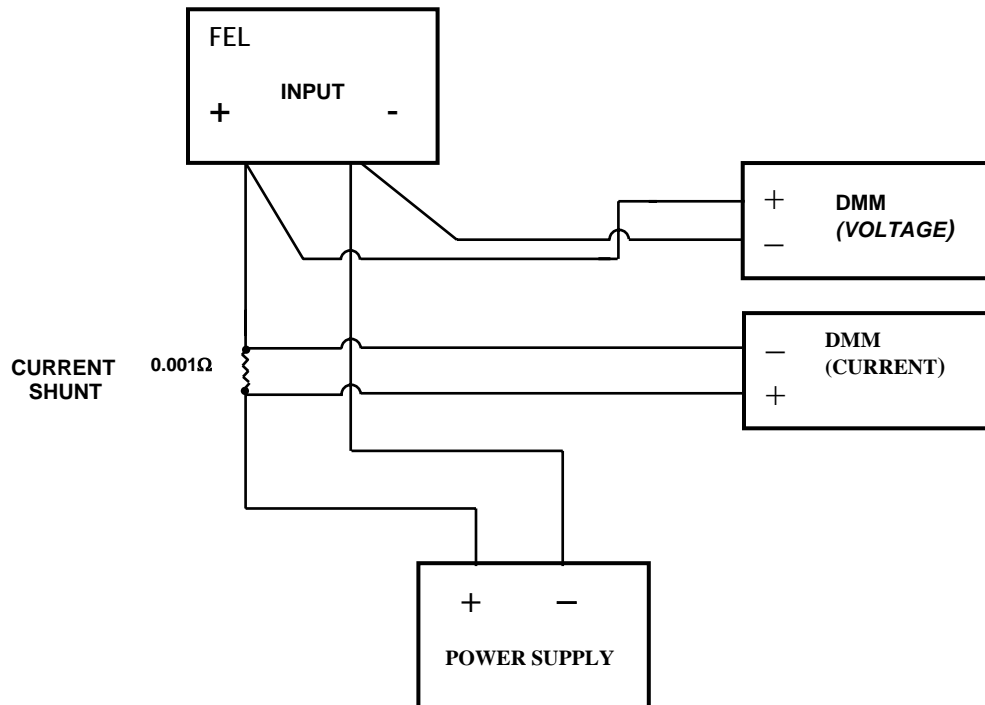 FEL
INPUT
+ -
+ DMM
(VOLTAGE)
−
DMM
− (CURRENT)
+
CURRENT
SHUNT
0.001Ω
+ −
POWER SUPPLY